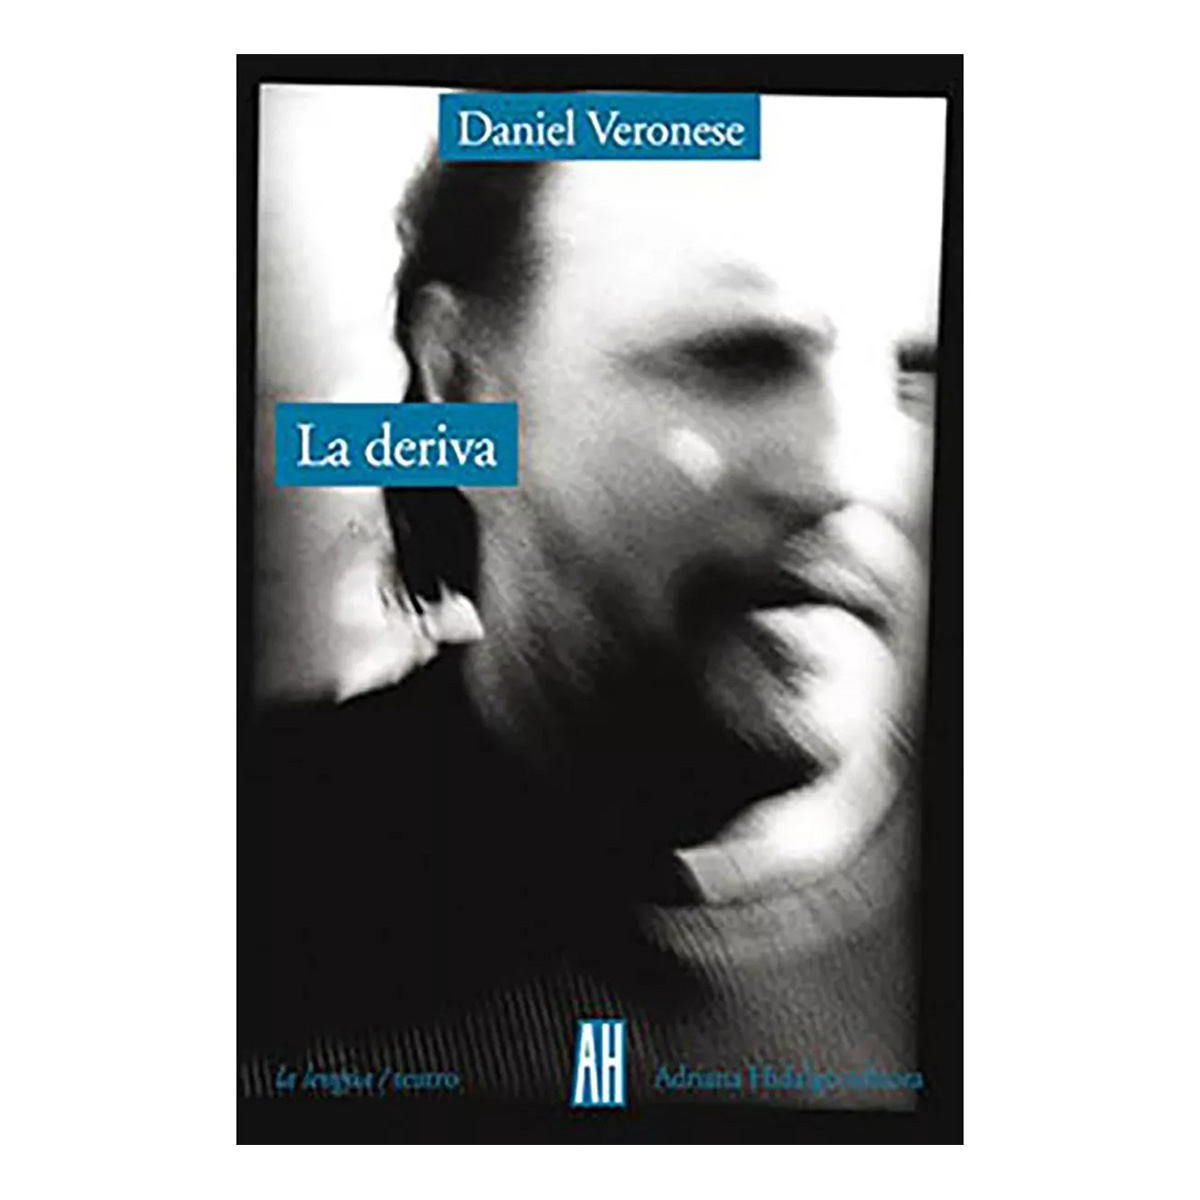 Daniel Veronese
La deriva
la lengua / teatro
AH
Adriana Hidalgo editora